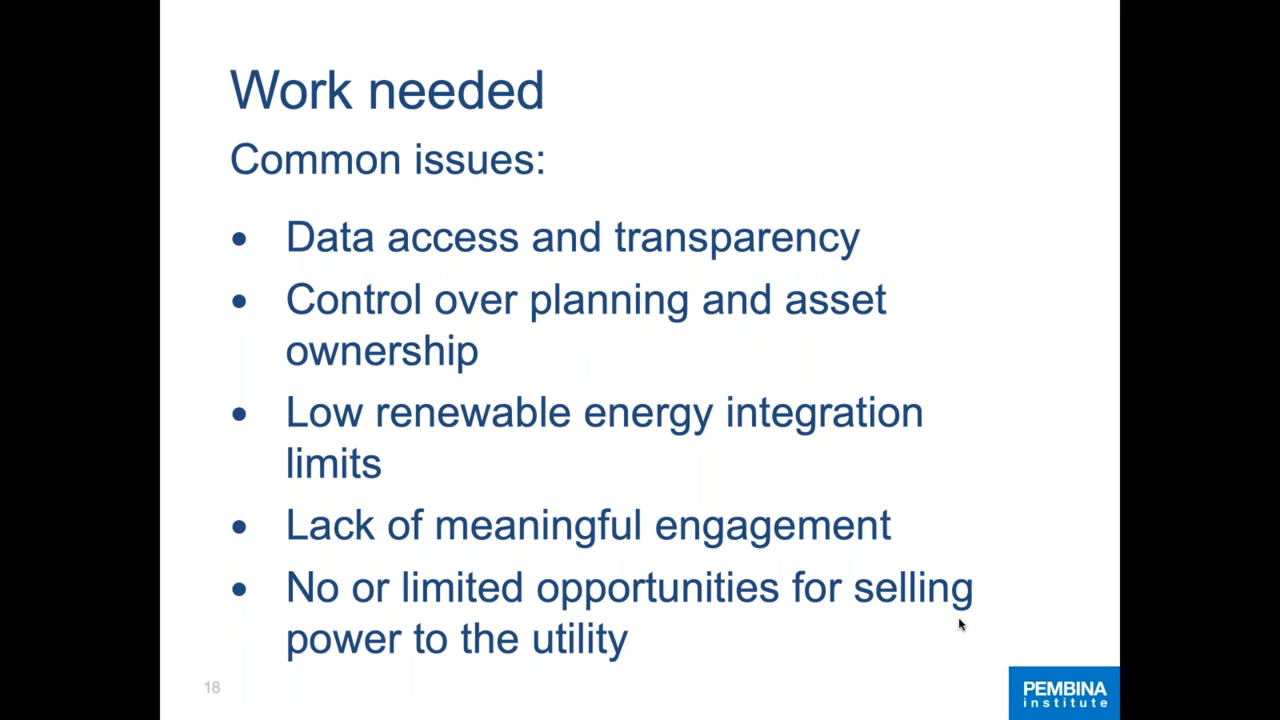 Work needed
Common issues:
• Data access and transparency
• Control over planning and asset
ownership
• Low renewable energy integration
limits
• Lack of meaningful engagement
• No or limited opportunities for selling
power to the utility
18
PEMBINA
institute